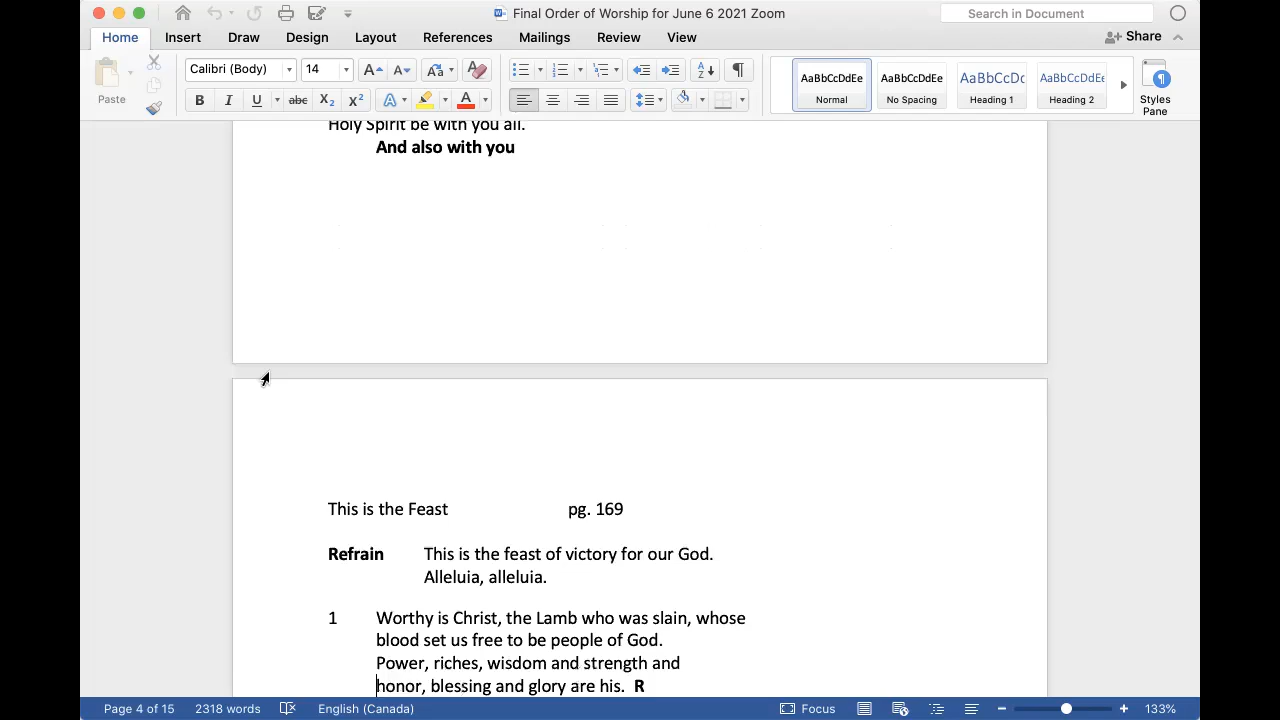 Final Order of Worship for June 6 2021 Zoom
Search in Document
Home Insert Draw Design Layout References Mailings Review View Share
Paste
Calibri (Body) 14
AaBbCcDdEe AaBbCcDdEe AaBbCcDc AaBbCcDdEe
Normal No Spacing Heading 1 Heading 2
Styles
Pane
Holy Spirit be with you all.
And also with you
This is the Feast pg. 169
Refrain This is the feast of victory for our God.
Alleluia, alleluia.
1 Worthy is Christ, the Lamb who was slain, whose
blood set us free to be people of God.
Power, riches, wisdom and strength and
honor, blessing and glory are his. R
Page 4 of 15 2318 words English (Canada) Focus 133%